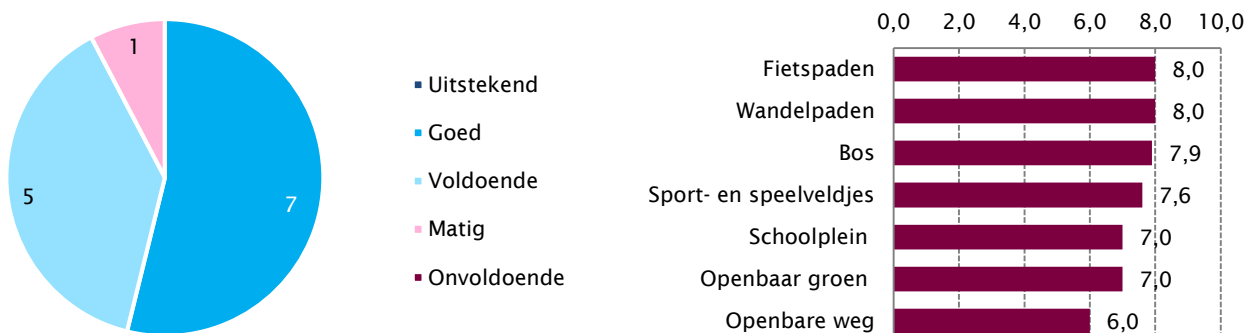 1
5
7
Uitstekend
Goed
Voldoende
Matig
Onvoldoende
0,0 2,0 4,0 6,0 8,0 10,0
Fietspaden 8,0
Wandelpaden 8,0
Bos 7,9
Sport- en speelveldjes 7,6
Schoolplein 7,0
Openbaar groen 7,0
Openbare weg 6,0